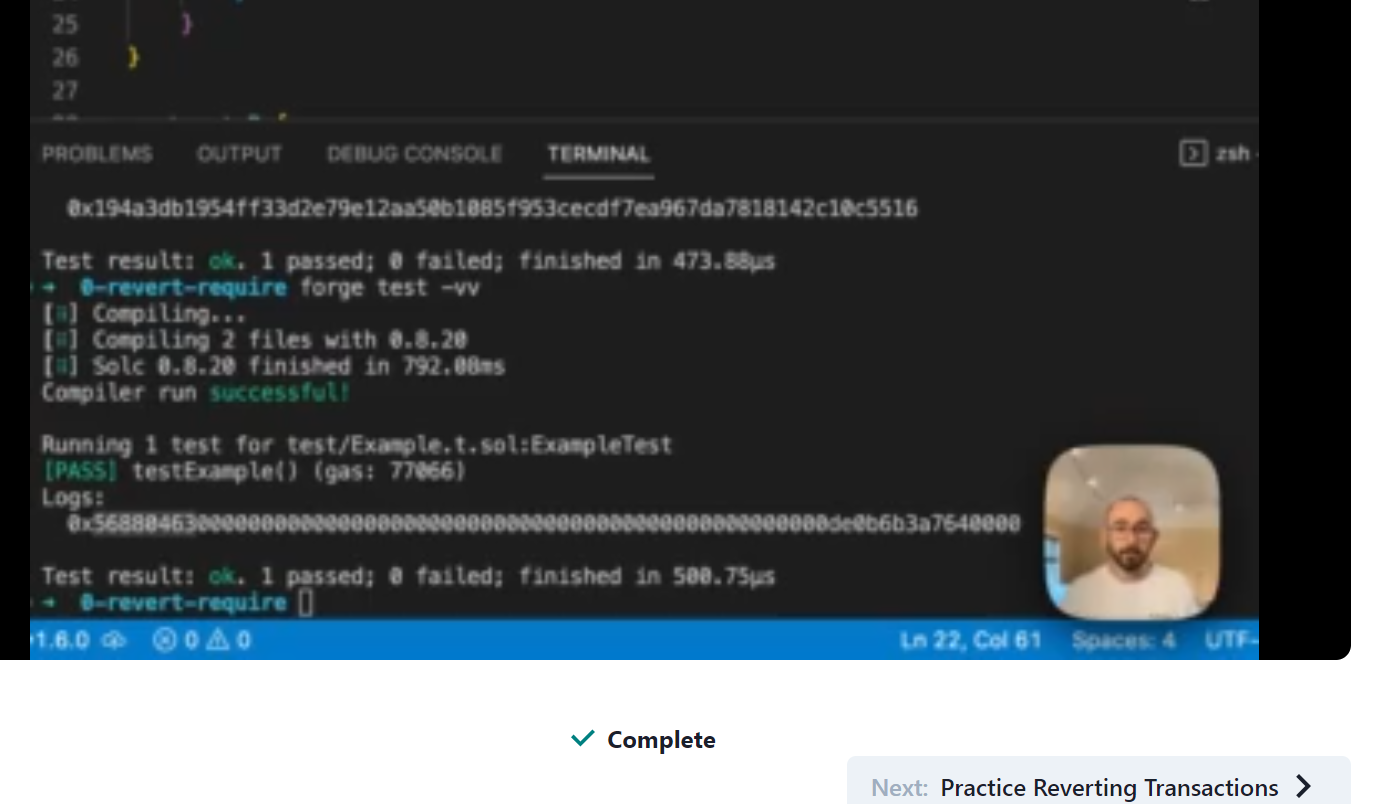 25 }
26 }
27
PROBLEMS OUTPUT DEBUG CONSOLE TERMINAL zsh
0x194a3db1954ff33d2e79e12aa50b1085f953cecdf7ea967da7818142c10c5516
Test result: ok. 1 passed; 0 failed; finished in 473.88µs
→ 0-revert-require forge test -vv
[⠿] Compiling...
[⠿] Compiling 2 files with 0.8.20
[⠿] Solc 0.8.20 finished in 792.08ms
Compiler run successful!
Running 1 test for test/Example.t.sol:ExampleTest
[PASS] testExample() (gas: 77066)
Logs:
0x568804630000000000000000000000000000000000000000000000000de0b6b3a7640000
Test result: ok. 1 passed; 0 failed; finished in 500.75µs
→ 0-revert-require
1.6.0 0 0 Ln 22, Col 61 Spaces: 4 UTF-
Complete
Next: Practice Reverting Transactions